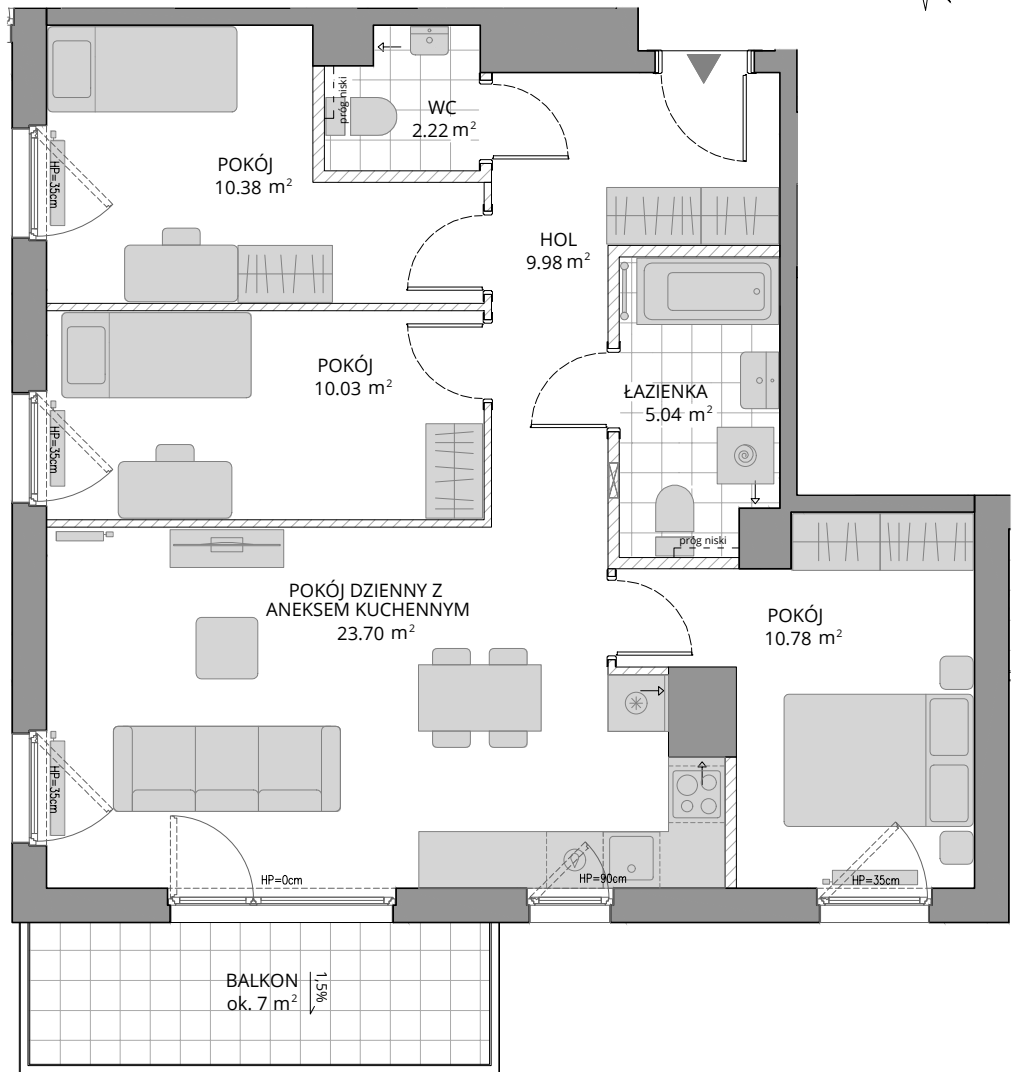 próg niski
WC
2.22 m²
POKÓJ
10.38 m²
HP=35cm
HOL
9.98 m²
POKÓJ
10.03 m²
HP=35cm
ŁAZIENKA
5.04 m²
próg niski
POKÓJ DZIENNY Z
ANEKSEM KUCHENNYM
23.70 m²
POKÓJ
10.78 m²
HP=35cm
HP=0cm
HP=90cm
HP=35cm
BALKON
ok. 7 m²
1,5%